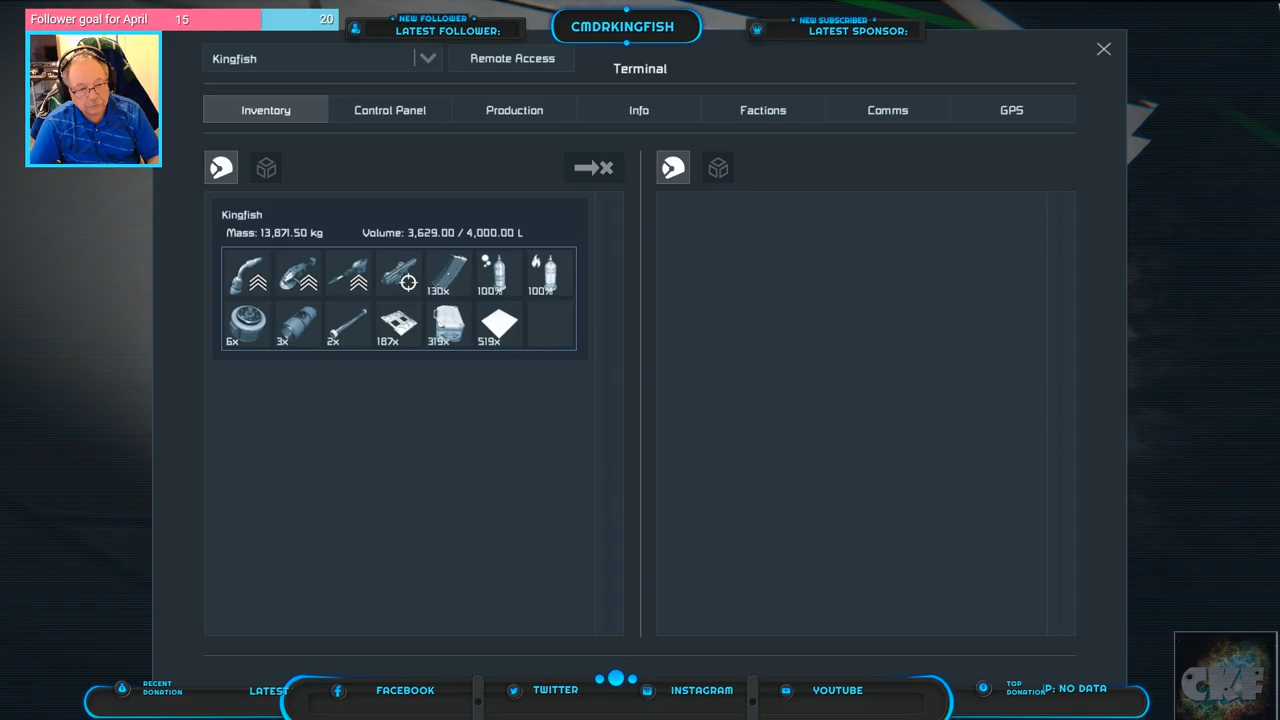 Follower goal for April 15 20
NEW FOLLOWER
LATEST FOLLOWER:
CMDRKINGFISH
NEW SUBSCRIBER
LATEST SPONSOR:
Kingfish
Remote Access
Terminal
Inventory
Control Panel
Production
Info
Factions
Comms
GPS
Kingfish
Mass: 13,871.50 kg Volume: 3,629.00 / 4,000.00 L
130x 100% 100%
6x 3x 2x 187x 319x 519x
RECENT DONATION
LATEST
FACEBOOK
TWITTER
INSTAGRAM
YOUTUBE
TOP DONATION
P: NO DATA
CKF